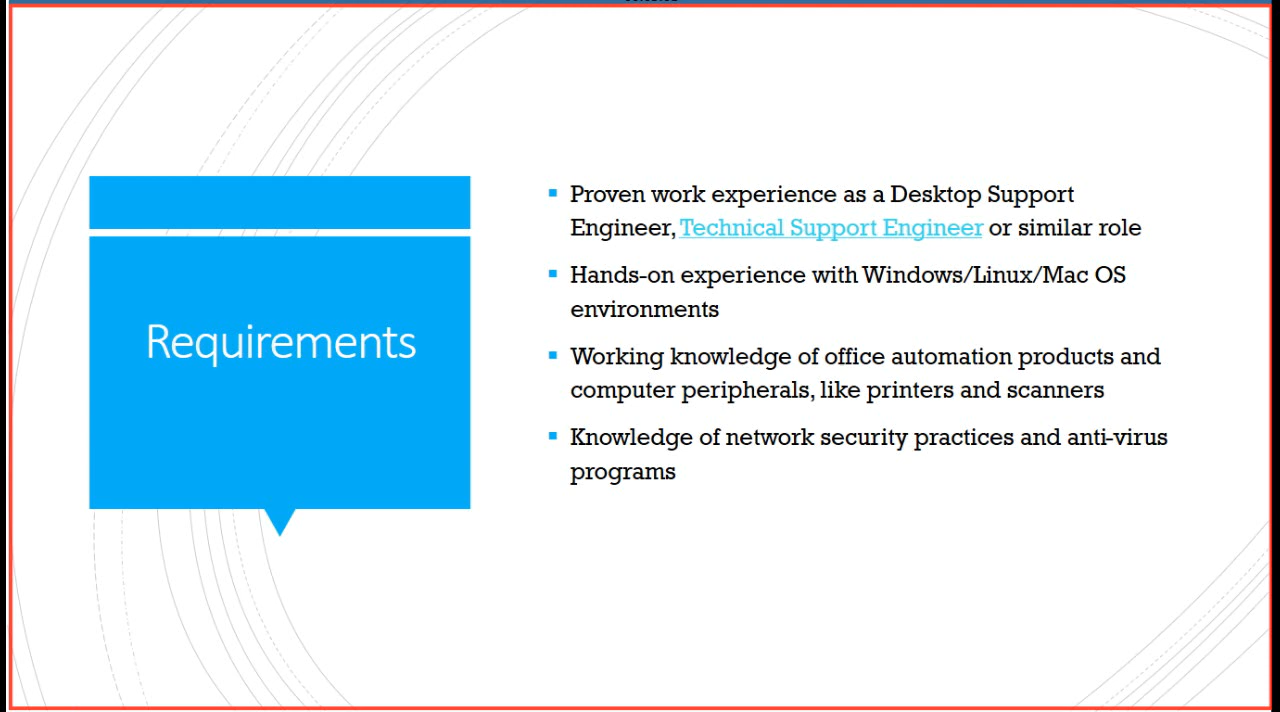 Requirements
Proven work experience as a Desktop Support
Engineer, Technical Support Engineer or similar role
Hands-on experience with Windows/Linux/Mac OS
environments
Working knowledge of office automation products and
computer peripherals, like printers and scanners
Knowledge of network security practices and anti-virus
programs